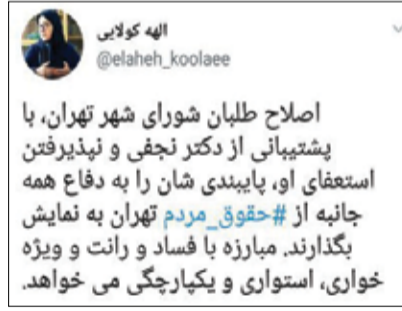 الهه کولایی
@elaheh_koolaee
اصلاح طلبان شورای شهر تهران، با
پشتیبانی از دکتر نجفی و نپذیرفتن
استعفای او، پایبندی شان را به دفاع همه
جانبه از #حقوق_مردم تهران به نمایش
بگذارند. مبارزه با فساد و رانت و ویژه
خواری، استواری و یکپارچگی می خواهد.